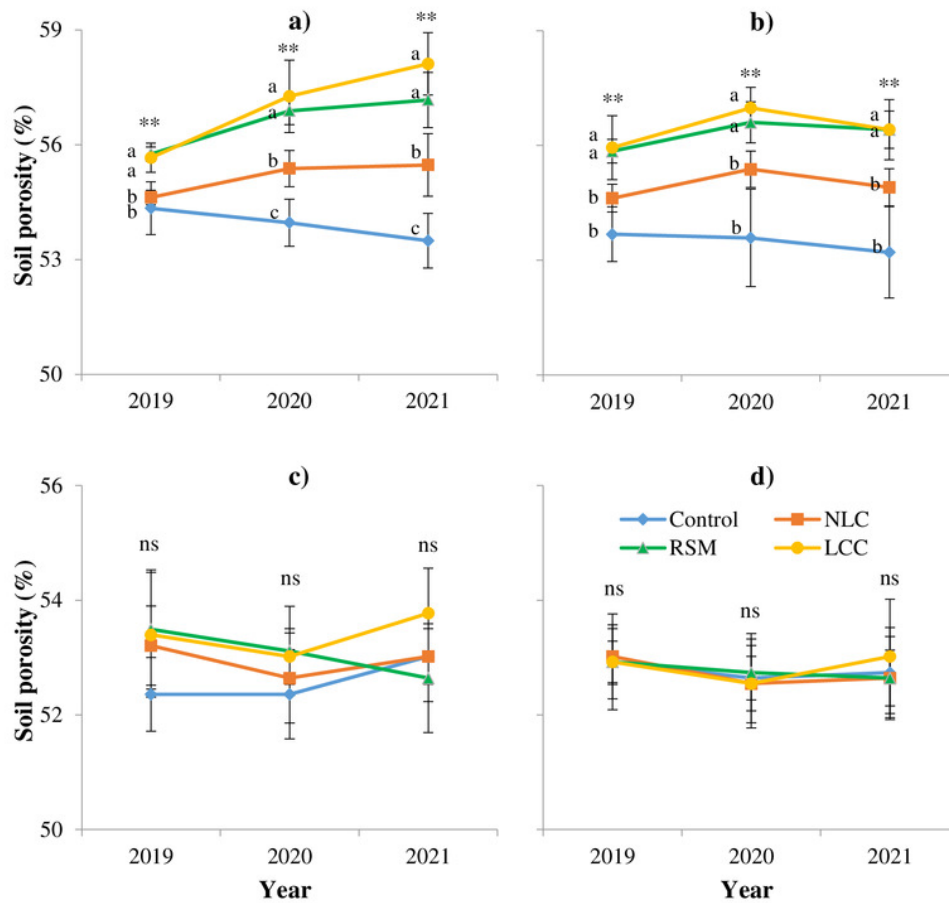 a)
b)
59
56
53
50
Soil porosity (%)
** ** **
a a a
a a a
b b b
b c c
2019 2020 2021
** ** **
a a a
a a a
b b b
b b b
2019 2020 2021
c)
d)
56
54
52
50
Soil porosity (%)
ns ns ns
2019 2020 2021
Year
Control NLC
RSM LCC
ns ns ns
2019 2020 2021
Year